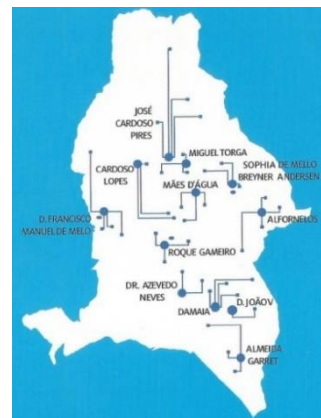 JOSÉ
CARDOSO
PIRES
MIGUEL TORGA
SOPHIA DE MELLO
BREYNER ANDERSEN
CARDOSO
LOPES
MÃES D'ÁGUA
D. FRANCISCO
MANUEL DE MELO
ALFORNELOS
ROQUE GAMEIRO
DR. AZEVEDO
NEVES
D. JOÃO V
DAMAIA
ALMEIDA
GARRET